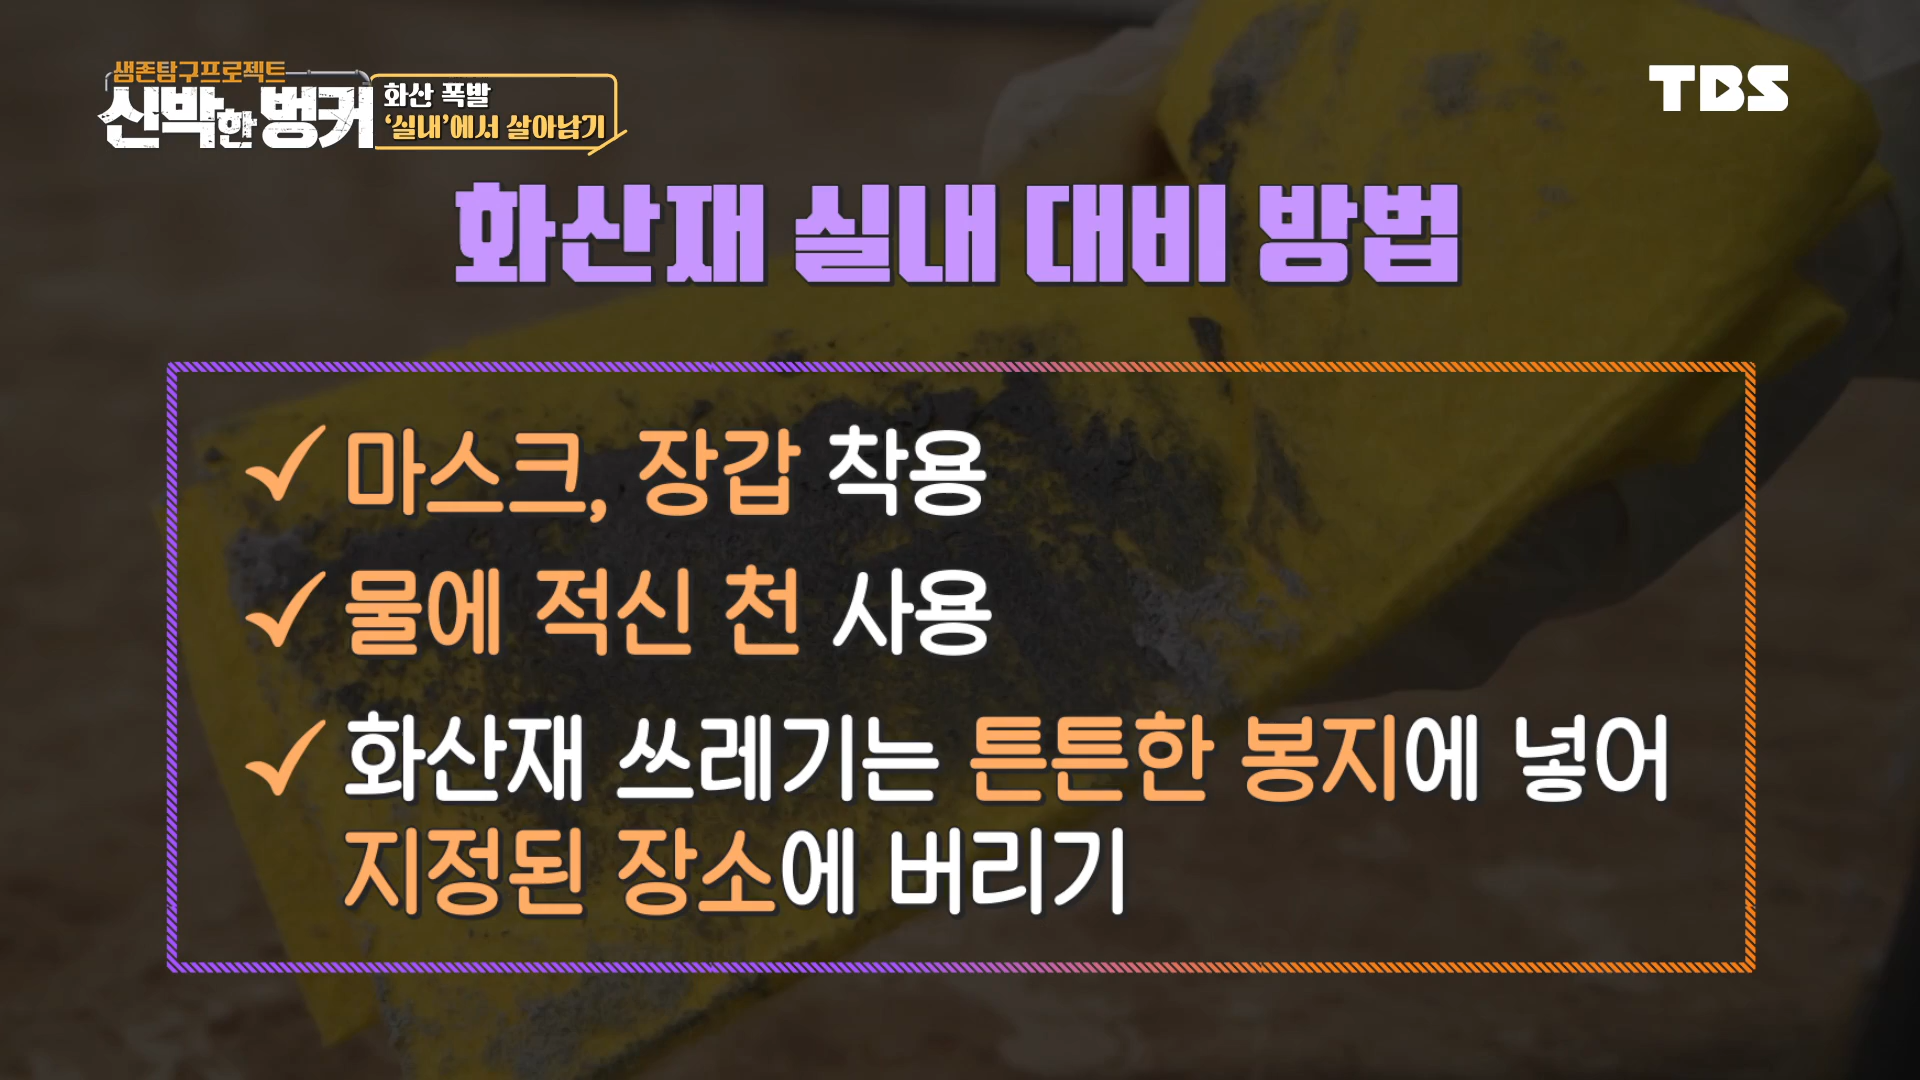 생존탐구프로젝트
신박한 벙커
화산 폭발
‘실내’에서 살아남기
TBS
화산재 실내 대비 방법
마스크, 장갑 착용
물에 적신 천 사용
화산재 쓰레기는 튼튼한 봉지에 넣어
지정된 장소에 버리기